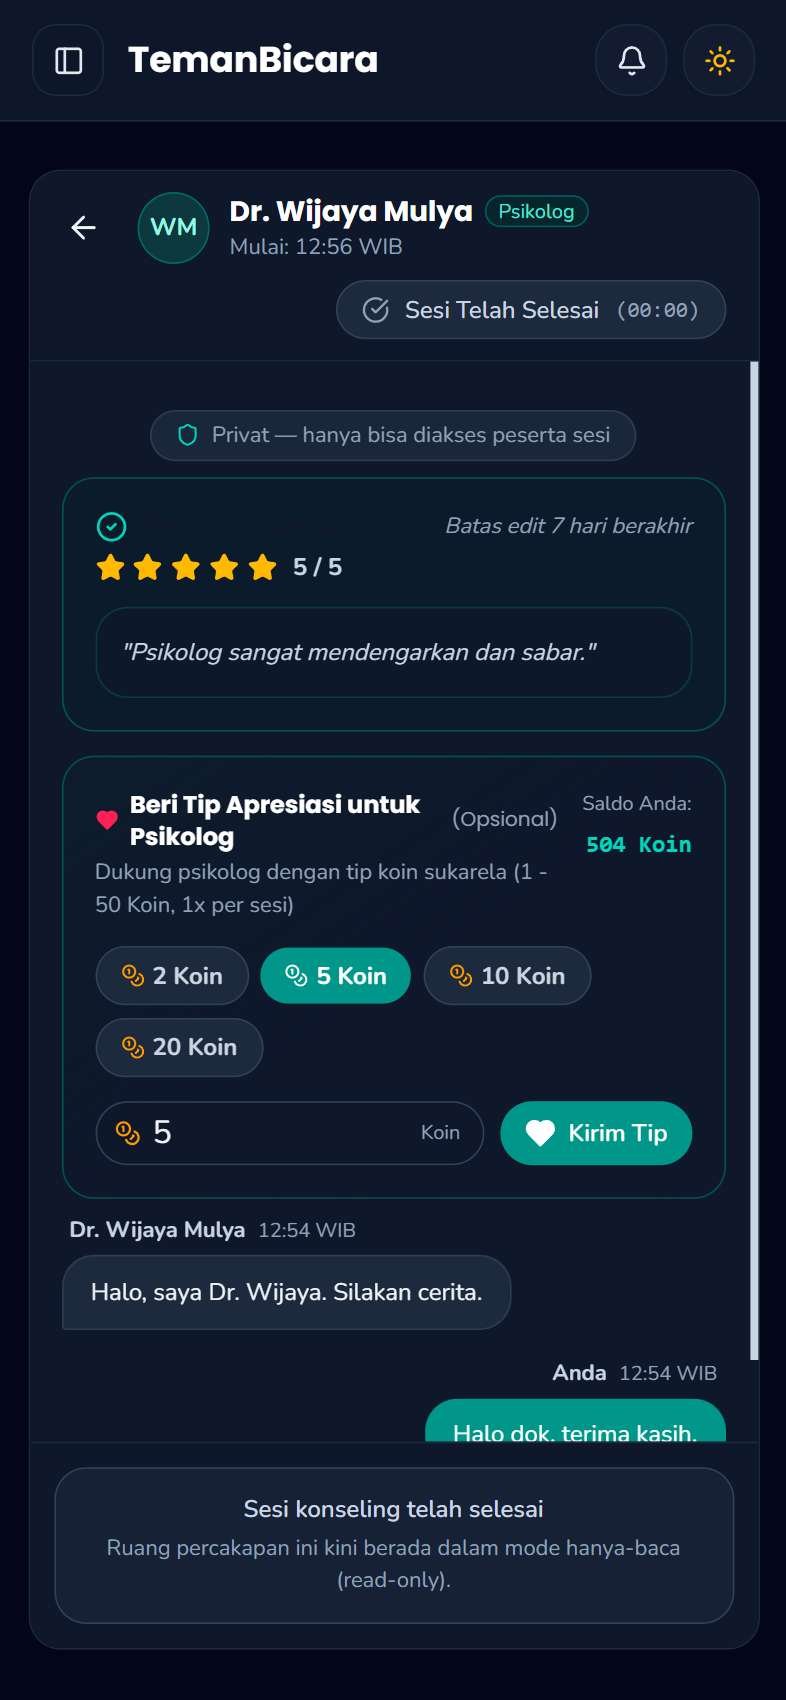 TemanBicara
WM
Dr. Wijaya Mulya Psikolog
Mulai: 12:56 WIB
Sesi Telah Selesai (00:00)
Privat — hanya bisa diakses peserta sesi
Batas edit 7 hari berakhir
5 / 5
"Psikolog sangat mendengarkan dan sabar."
Beri Tip Apresiasi untuk
Psikolog
(Opsional)
Saldo Anda:
504 Koin
Dukung psikolog dengan tip koin sukarela (1 -
50 Koin, 1x per sesi)
2 Koin 5 Koin 10 Koin
20 Koin
5 Koin Kirim Tip
Dr. Wijaya Mulya 12:54 WIB
Halo, saya Dr. Wijaya. Silakan cerita.
Anda 12:54 WIB
Halo dok, terima kasih.
Sesi konseling telah selesai
Ruang percakapan ini kini berada dalam mode hanya-baca
(read-only).